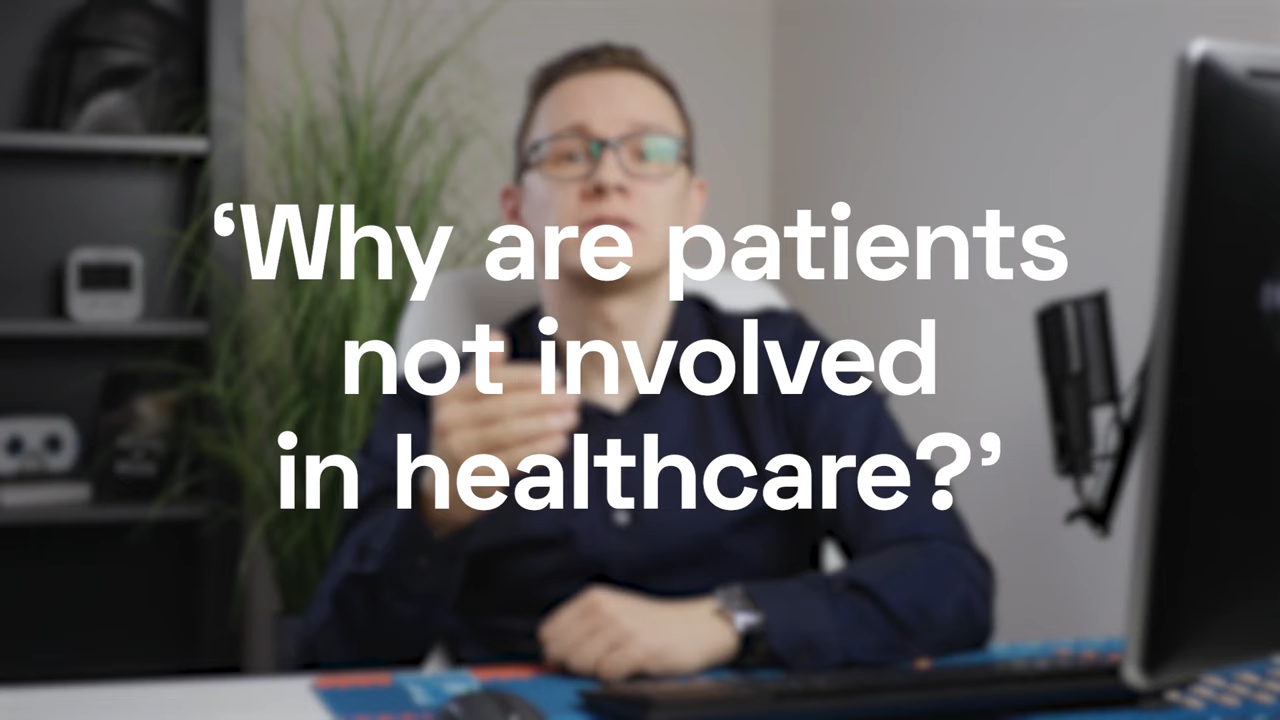 ‘Why are patients
not involved
in healthcare?’